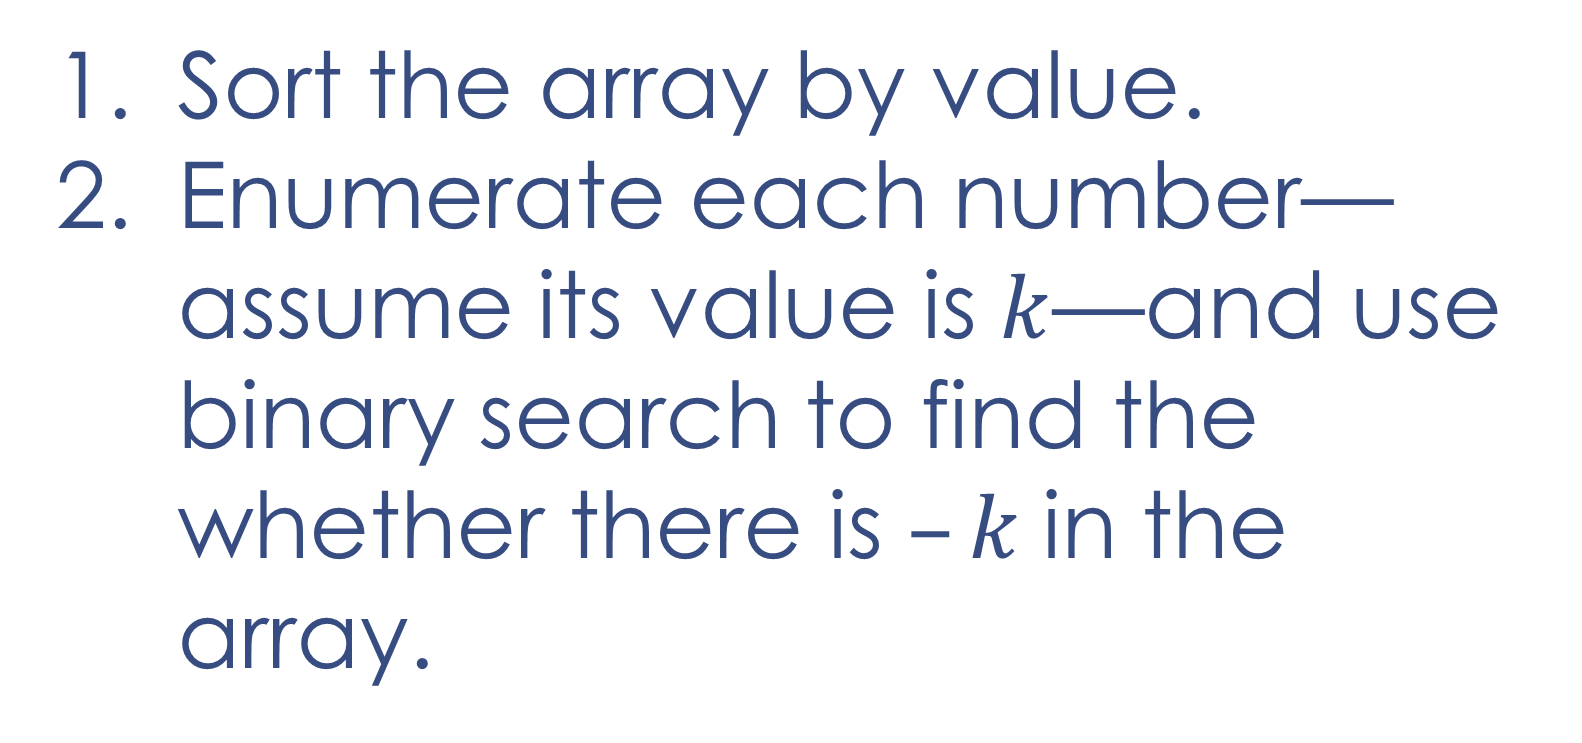 1. Sort the array by value.
2. Enumerate each number—
assume its value is k—and use
binary search to find the
whether there is – k in the
array.